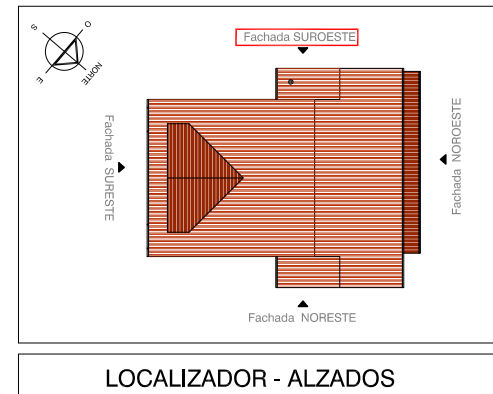 Fachada SUROESTE
S
O
E
NORTE
Fachada SURESTE
Fachada NOROESTE
Fachada NORESTE
LOCALIZADOR - ALZADOS